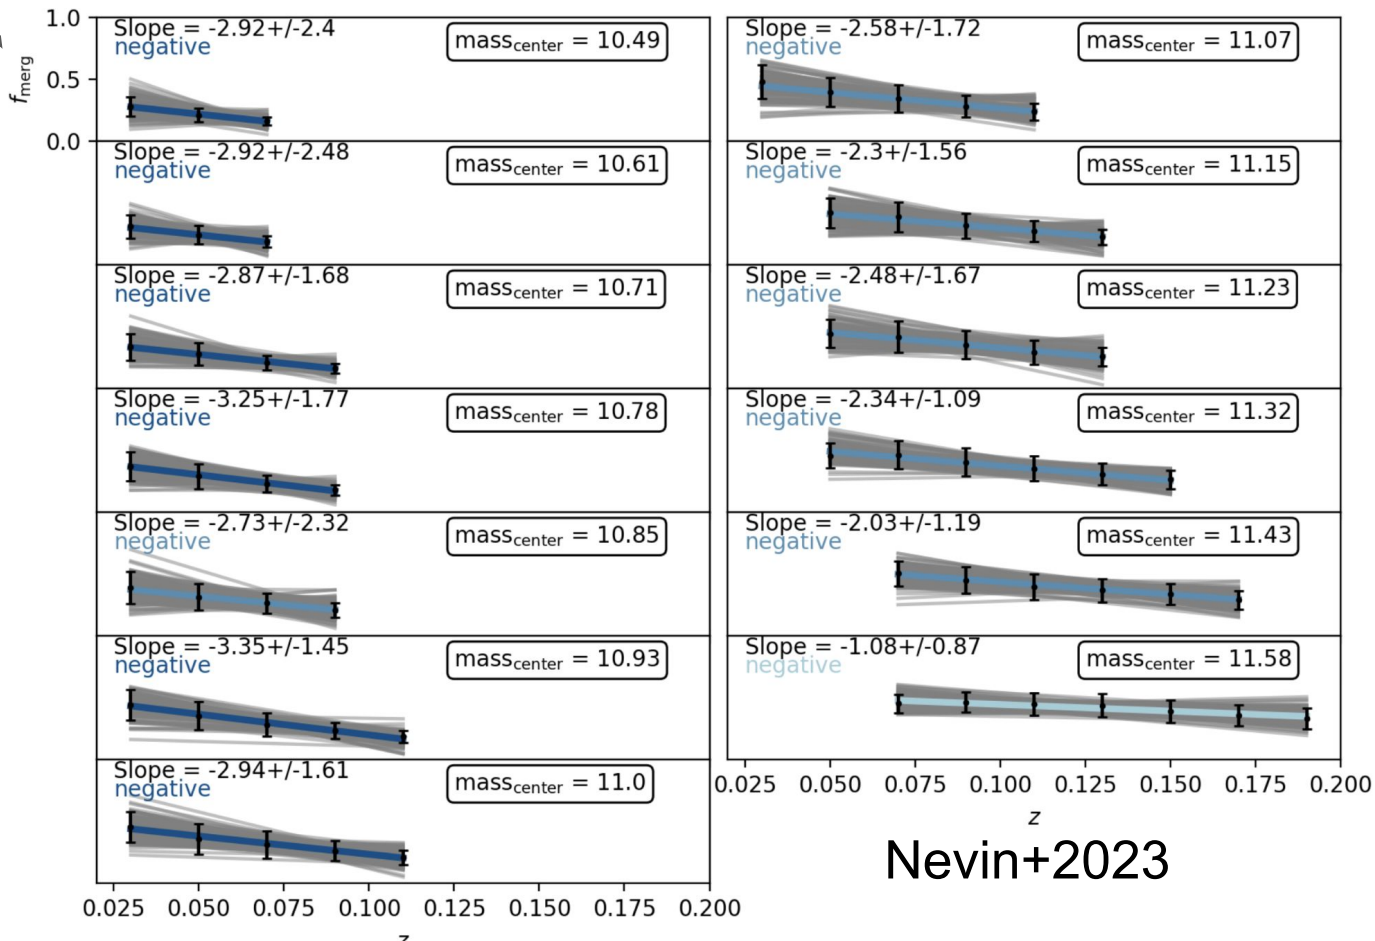 1.0
Slope = -2.92+/-2.4
negative
mass_center = 10.49
0.5
f_merg
0.0
Slope = -2.92+/-2.48
negative
mass_center = 10.61
Slope = -2.87+/-1.68
negative
mass_center = 10.71
Slope = -3.25+/-1.77
negative
mass_center = 10.78
Slope = -2.73+/-2.32
negative
mass_center = 10.85
Slope = -3.35+/-1.45
negative
mass_center = 10.93
Slope = -2.94+/-1.61
negative
mass_center = 11.0
0.025 0.050 0.075 0.100 0.125 0.150 0.175 0.200
z
Slope = -2.58+/-1.72
negative
mass_center = 11.07
Slope = -2.3+/-1.56
negative
mass_center = 11.15
Slope = -2.48+/-1.67
negative
mass_center = 11.23
Slope = -2.34+/-1.09
negative
mass_center = 11.32
Slope = -2.03+/-1.19
negative
mass_center = 11.43
Slope = -1.08+/-0.87
negative
mass_center = 11.58
0.025 0.050 0.075 0.100 0.125 0.150 0.175 0.200
z
Nevin+2023